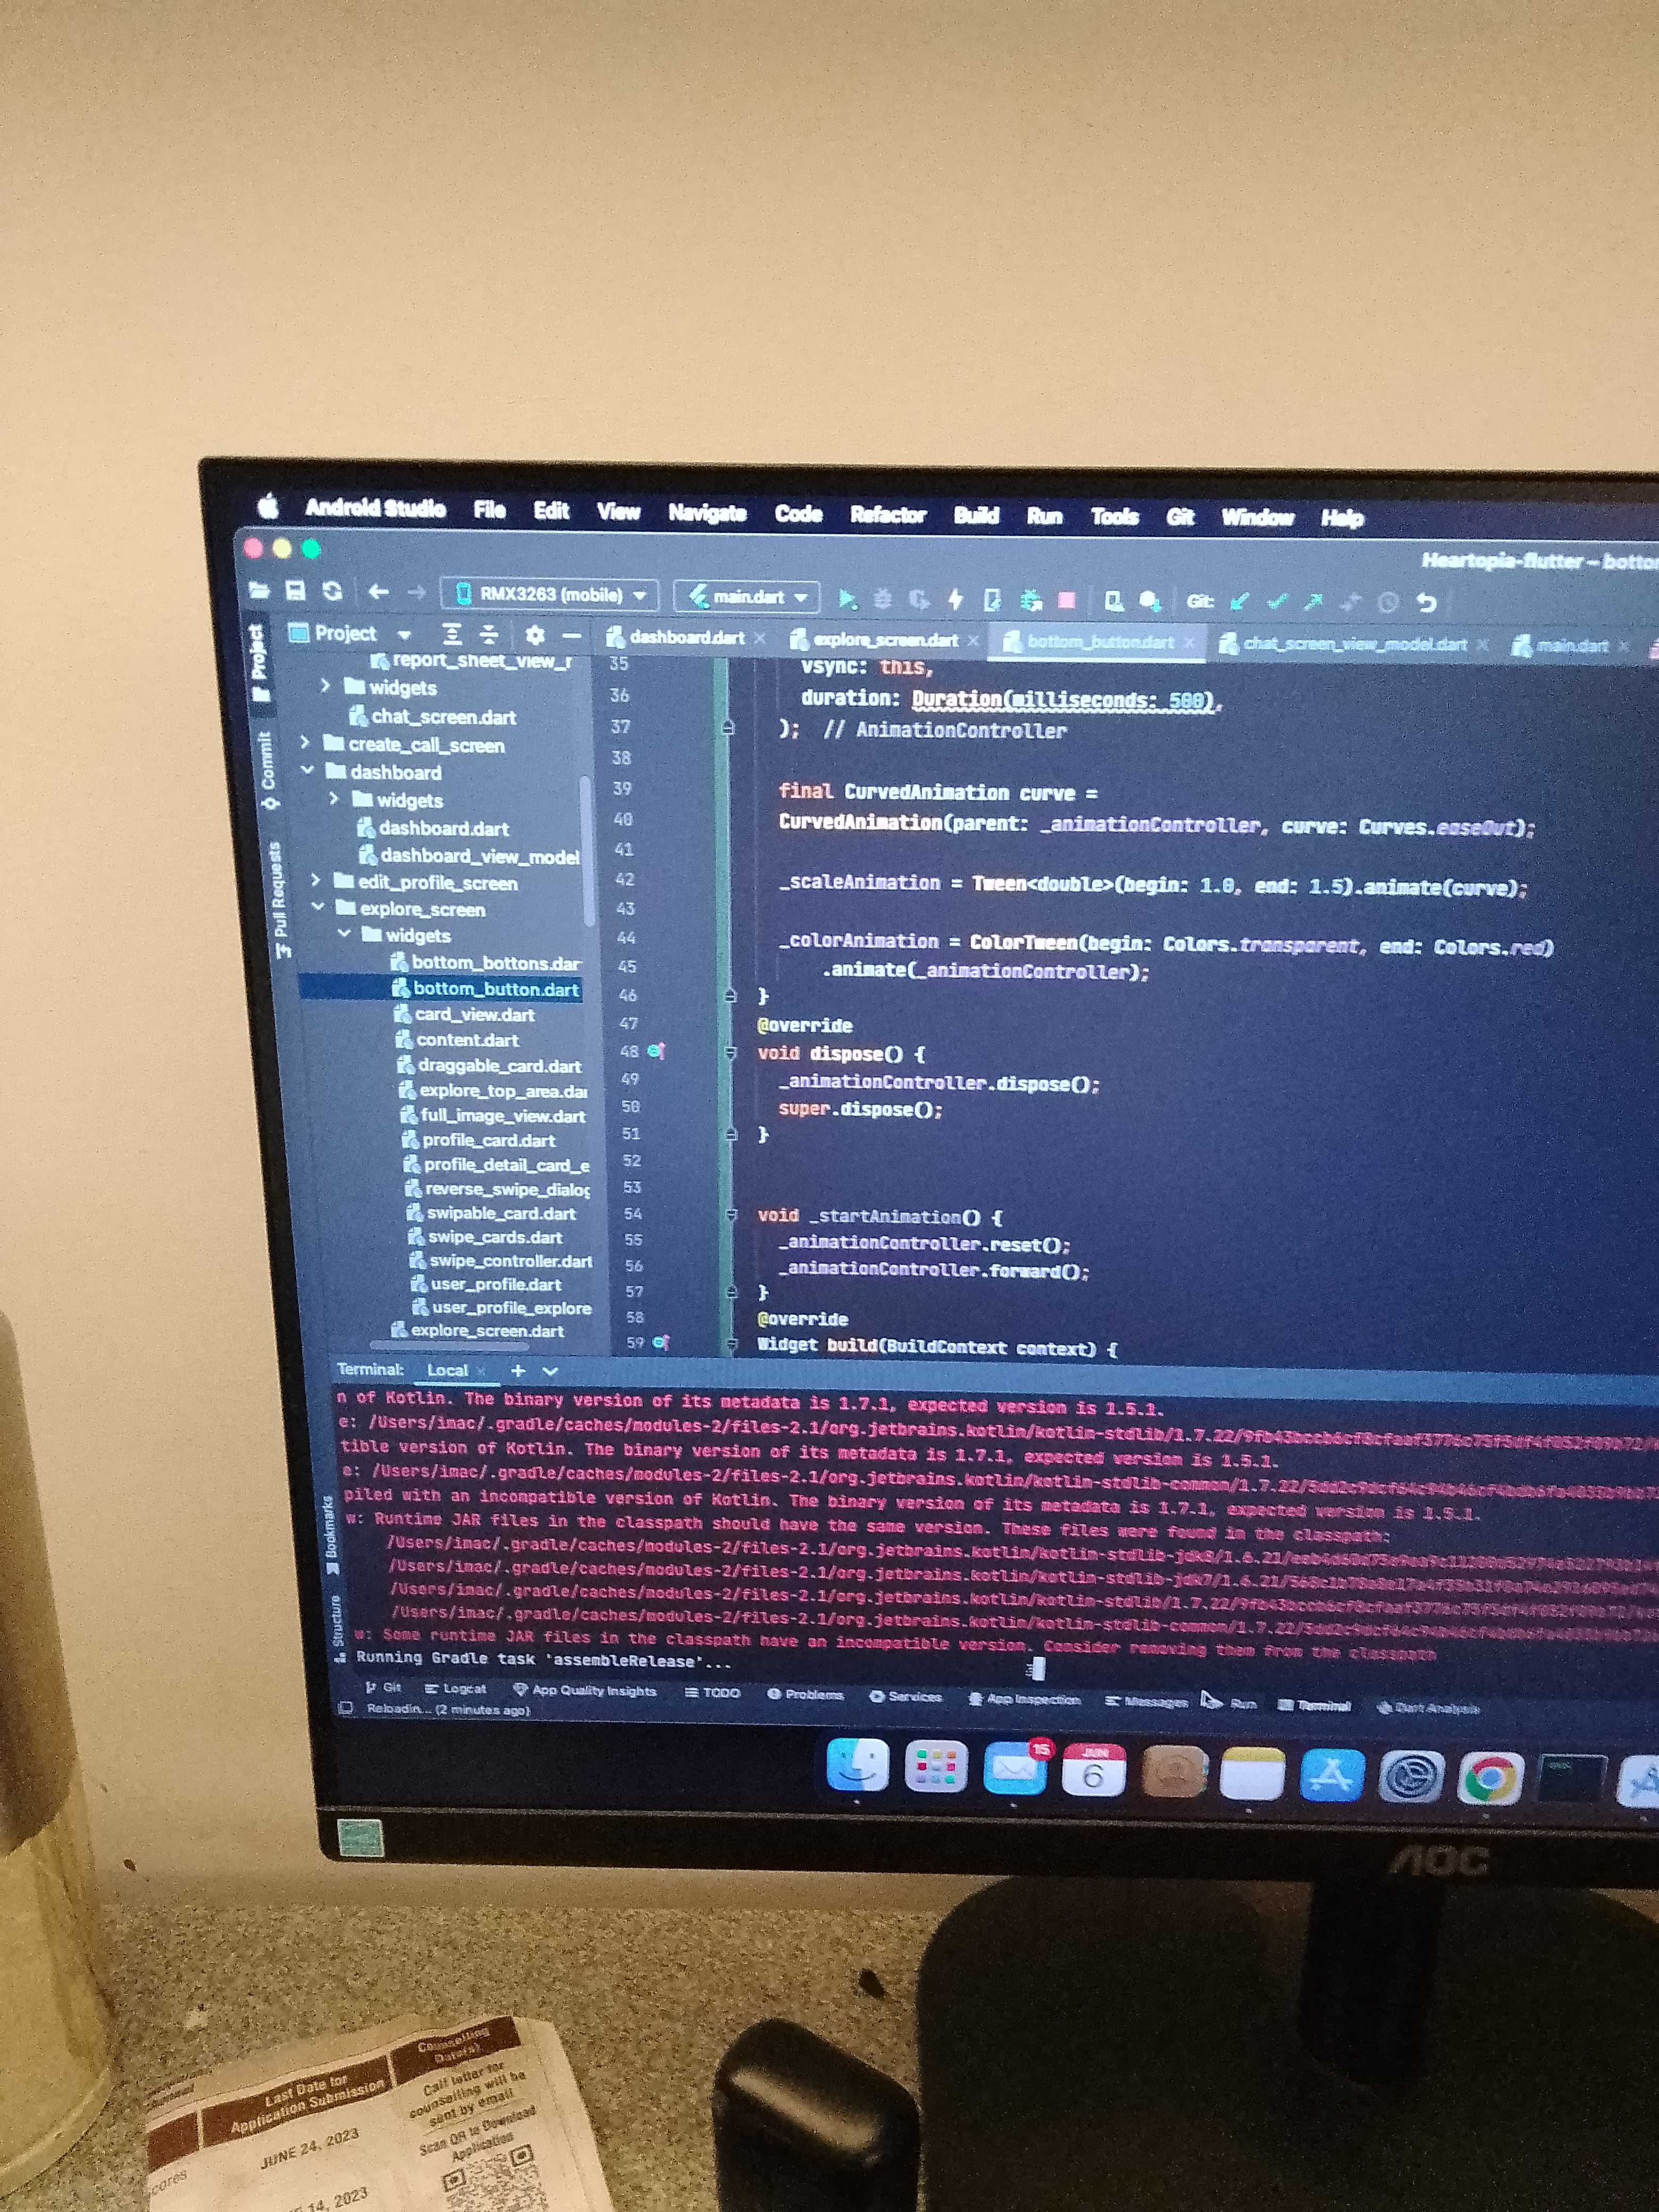 Android Studio File Edit View Navigate Code Refactor Build Run Tools Git Window Help
Heartopia-flutter – 
RMX3263 (mobile) main.dart Git:
Project
dashboard.dart explore_screen.dart bottom_button.dart chat_screen_view_model.dart main.dart
Project
Commit
Pull Requests
Bookmarks
Structure
report_sheet_view_
widgets
chat_screen.dart
create_call_screen
dashboard
widgets
dashboard.dart
dashboard_view_model
edit_profile_screen
explore_screen
widgets
bottom_bottons.dar
bottom_button.dart
card_view.dart
content.dart
draggable_card.dart
explore_top_area.da
full_image_view.dart
profile_card.dart
profile_detail_card_e
reverse_swipe_dialog
swipable_card.dart
swipe_cards.dart
swipe_controller.dart
user_profile.dart
user_profile_explore
explore_screen.dart
35 vsync: this,
36 duration: Duration(milliseconds: 500),
37 ); // AnimationController
38
39 final CurvedAnimation curve =
40 CurvedAnimation(parent: _animationController, curve: Curves.easeOut);
41
42 _scaleAnimation = Tween<double>(begin: 1.0, end: 1.5).animate(curve);
43
44 _colorAnimation = ColorTween(begin: Colors.transparent, end: Colors.red)
45 .animate(_animationController);
46 }
47 @override
48 void dispose() {
49 _animationController.dispose();
50 super.dispose();
51 }
52
53
54 void _startAnimation() {
55 _animationController.reset();
56 _animationController.forward();
57 }
58 @override
59 Widget build(BuildContext context) {
Terminal: Local
n of Kotlin. The binary version of its metadata is 1.7.1, expected version is 1.5.1.
e: /Users/imac/.gradle/caches/modules-2/files-2.1/org.jetbrains.kotlin/kotlin-stdlib/1.7.22/
tible version of Kotlin. The binary version of its metadata is 1.7.1, expected version is 1.5.1.
e: /Users/imac/.gradle/caches/modules-2/files-2.1/org.jetbrains.kotlin/kotlin-stdlib-common/1.7.22/
piled with an incompatible version of Kotlin. The binary version of its metadata is 1.7.1, expected version is 1.5.1.
w: Runtime JAR files in the classpath should have the same version. These files were found in the classpath:
/Users/imac/.gradle/caches/modules-2/files-2.1/org.jetbrains.kotlin/kotlin-stdlib-jdk8/1.6.21/
/Users/imac/.gradle/caches/modules-2/files-2.1/org.jetbrains.kotlin/kotlin-stdlib-jdk7/1.6.21/
/Users/imac/.gradle/caches/modules-2/files-2.1/org.jetbrains.kotlin/kotlin-stdlib/1.7.22/
/Users/imac/.gradle/caches/modules-2/files-2.1/org.jetbrains.kotlin/kotlin-stdlib-common/1.7.22/
w: Some runtime JAR files in the classpath have an incompatible version. Consider removing them from the classpath
Running Gradle task 'assembleRelease'...
Git Logcat App Quality Insights TODO Problems Services App Inspection Messages Run Terminal Dart Analysis
Reloadin... (2 minutes ago)
15
JUN
6
AOC
Last Date for
Application Submission
Counselling
Date(s)
Call letter for
counselling will be
sent by email
Scan QR to Download
Application
JUNE 24, 2023
cores
14, 2023